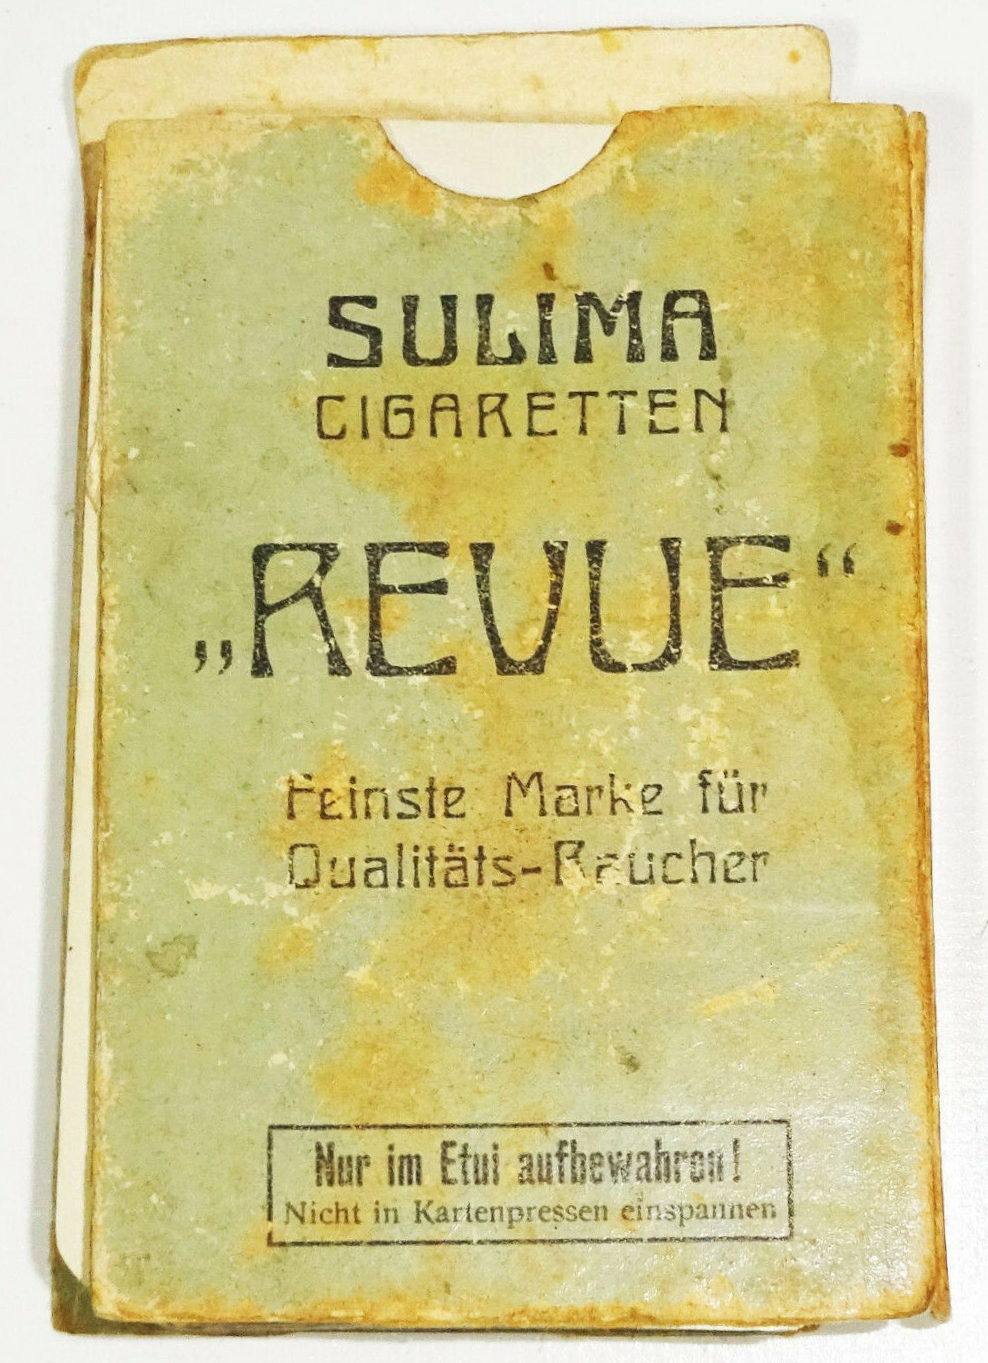 SULIMA
CIGARETTEN
„REVUE“
Feinste Marke für
Qualitäts-Raucher
Nur im Etui aufbewahren!
Nicht in Kartenpressen einspannen